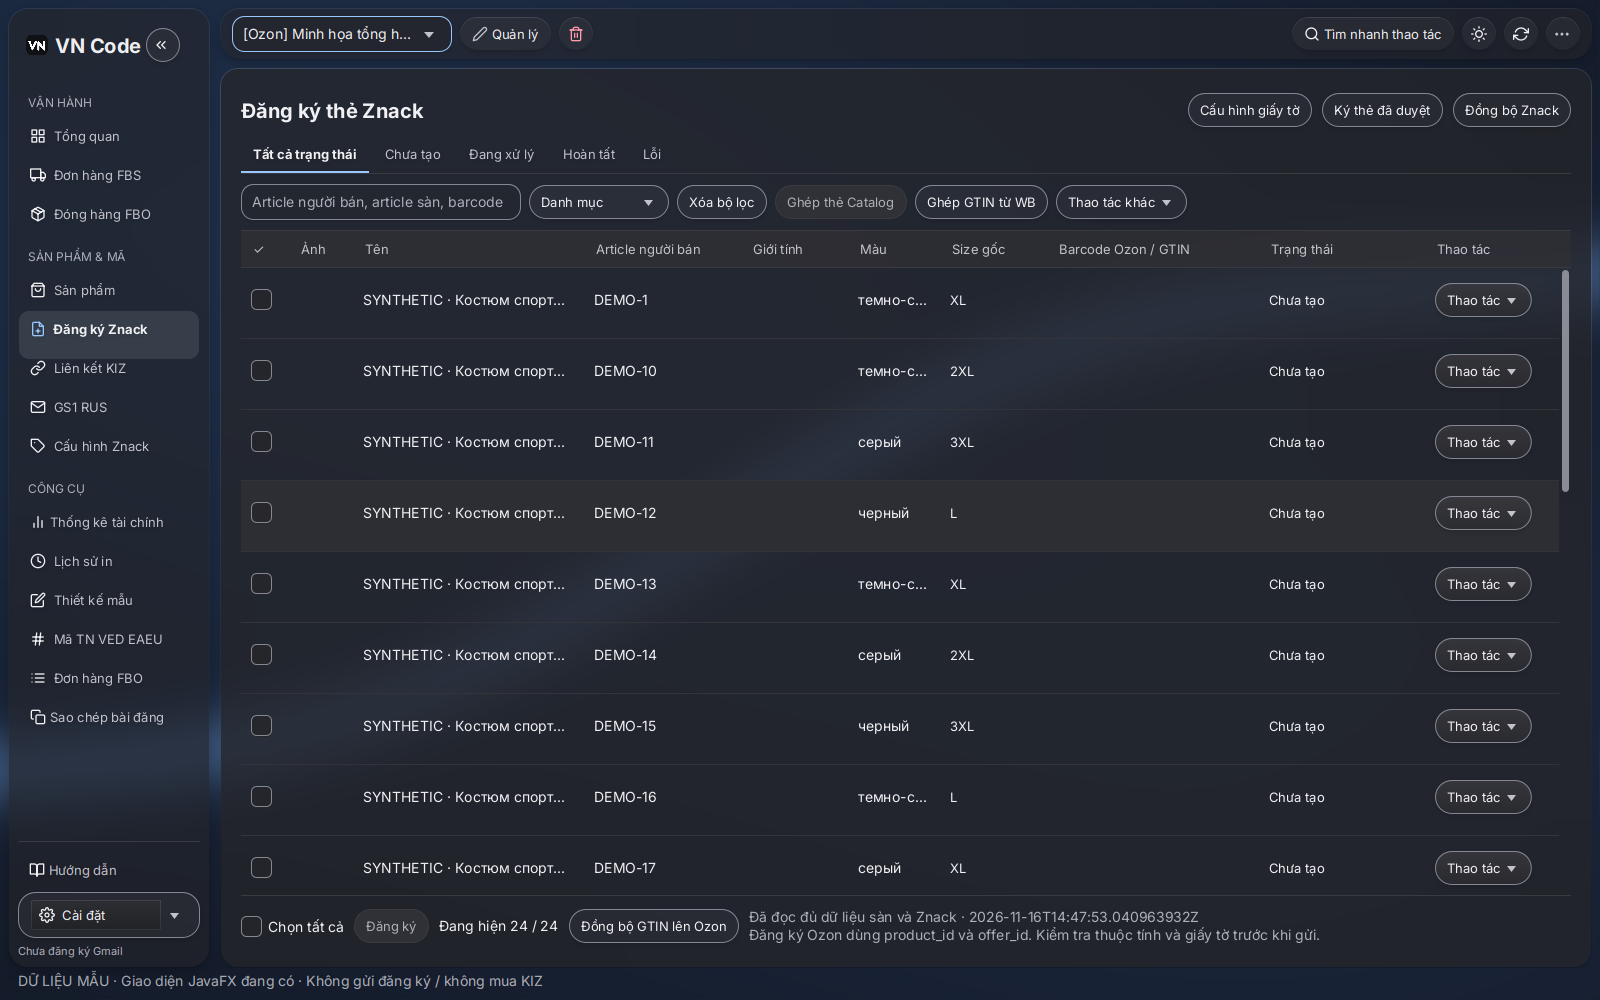 VN VN Code
VẬN HÀNH
Tổng quan
Đơn hàng FBS
Đóng hàng FBO
SẢN PHẨM & MÃ
Sản phẩm
Đăng ký Znack
Liên kết KIZ
GS1 RUS
Cấu hình Znack
CÔNG CỤ
Thống kê tài chính
Lịch sử in
Thiết kế mẫu
Mã TN VED EAEU
Đơn hàng FBO
Sao chép bài đăng
Hướng dẫn
Cài đặt
Chưa đăng ký Gmail
[Ozon] Minh họa tổng h... Quản lý Tìm nhanh thao tác
Đăng ký thẻ Znack Cấu hình giấy tờ Ký thẻ đã duyệt Đồng bộ Znack
Tất cả trạng thái Chưa tạo Đang xử lý Hoàn tất Lỗi
Article người bán, article sàn, barcode Danh mục Xóa bộ lọc Ghép thẻ Catalog Ghép GTIN từ WB Thao tác khác
Ảnh Tên Article người bán Giới tính Màu Size gốc Barcode Ozon / GTIN Trạng thái Thao tác
SYNTHETIC · Костюм спорт... DEMO-1 темно-с... XL Chưa tạo Thao tác
SYNTHETIC · Костюм спорт... DEMO-10 темно-с... 2XL Chưa tạo Thao tác
SYNTHETIC · Костюм спорт... DEMO-11 серый 3XL Chưa tạo Thao tác
SYNTHETIC · Костюм спорт... DEMO-12 черный L Chưa tạo Thao tác
SYNTHETIC · Костюм спорт... DEMO-13 темно-с... XL Chưa tạo Thao tác
SYNTHETIC · Костюм спорт... DEMO-14 серый 2XL Chưa tạo Thao tác
SYNTHETIC · Костюм спорт... DEMO-15 черный 3XL Chưa tạo Thao tác
SYNTHETIC · Костюм спорт... DEMO-16 темно-с... L Chưa tạo Thao tác
SYNTHETIC · Костюм спорт... DEMO-17 серый XL Chưa tạo Thao tác
Chọn tất cả Đăng ký Đang hiện 24 / 24 Đồng bộ GTIN lên Ozon
Đã đọc đủ dữ liệu sàn và Znack · 2026-11-16T14:47:53.040963932Z
Đăng ký Ozon dùng product_id và offer_id. Kiểm tra thuộc tính và giấy tờ trước khi gửi.
DỮ LIỆU MẪU · Giao diện JavaFX đang có · Không gửi đăng ký / không mua KIZ